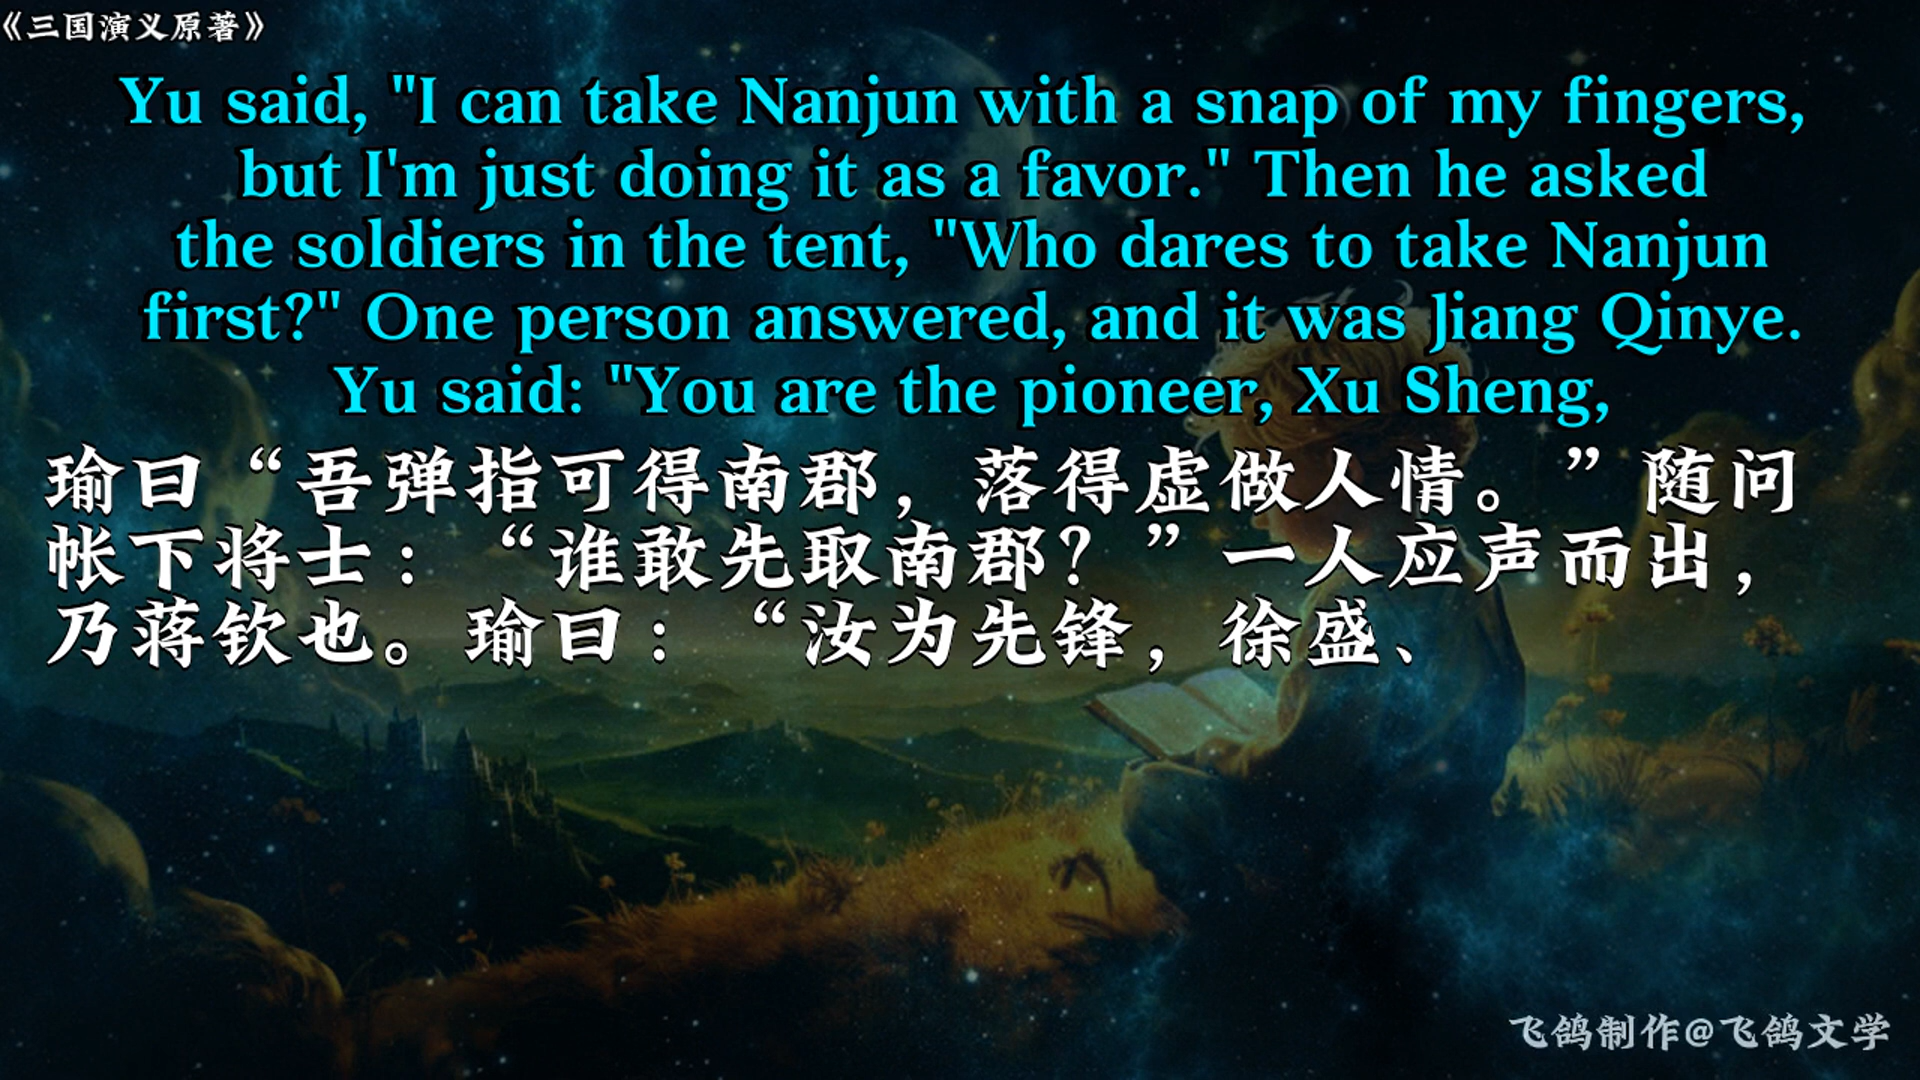 《三国演义原著》
Yu said, "I can take Nanjun with a snap of my fingers,
but I'm just doing it as a favor." Then he asked
the soldiers in the tent, "Who dares to take Nanjun
first?" One person answered, and it was Jiang Qinye.
Yu said: "You are the pioneer, Xu Sheng,
瑜曰“吾弹指可得南郡，落得虚做人情。”随问
帐下将士：“谁敢先取南郡？”一人应声而出，
乃蒋钦也。瑜曰：“汝为先锋，徐盛、
飞鸽制作@飞鸽文学